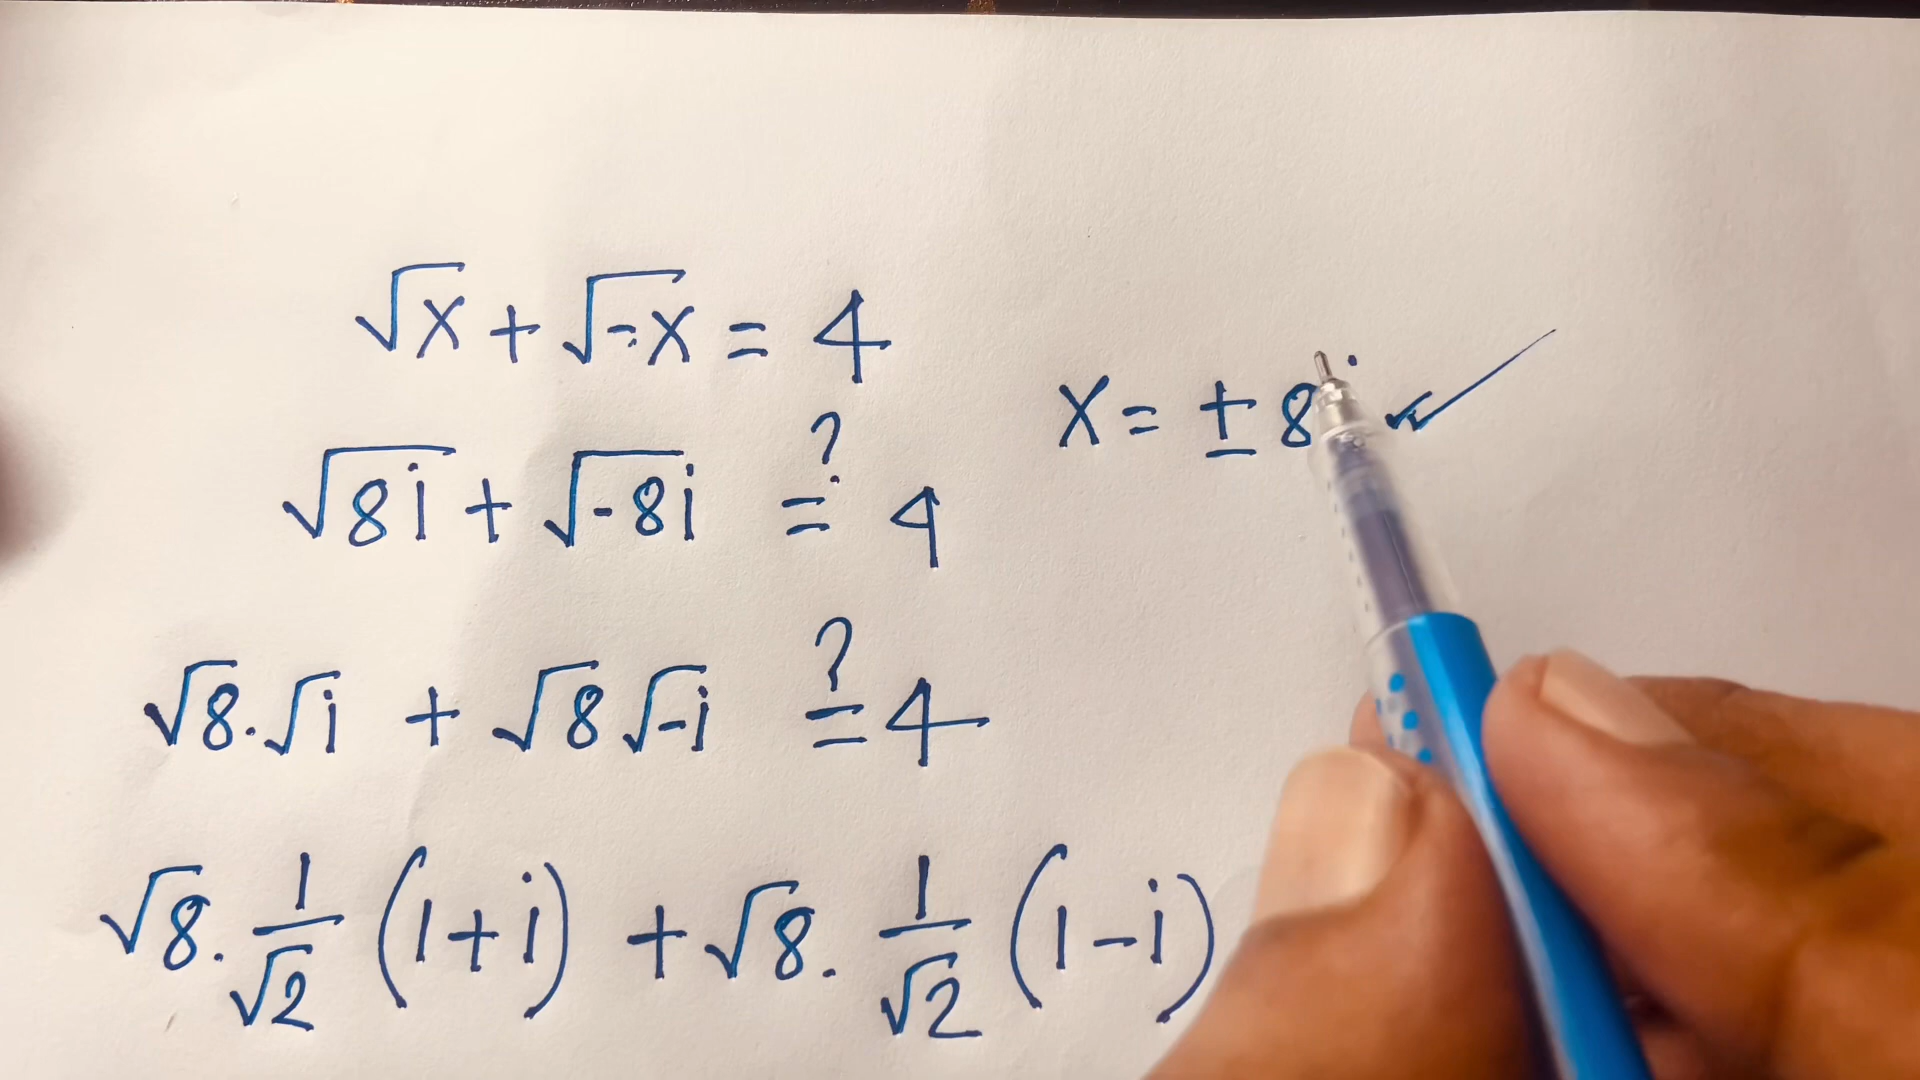 √x + √-x = 4
x = ± 8i ✓
√8i + √-8i ≟ 4
√8·√i + √8 √-i ≟ 4
√8·1/√2 (1+i) + √8·1/√2 (1-i)